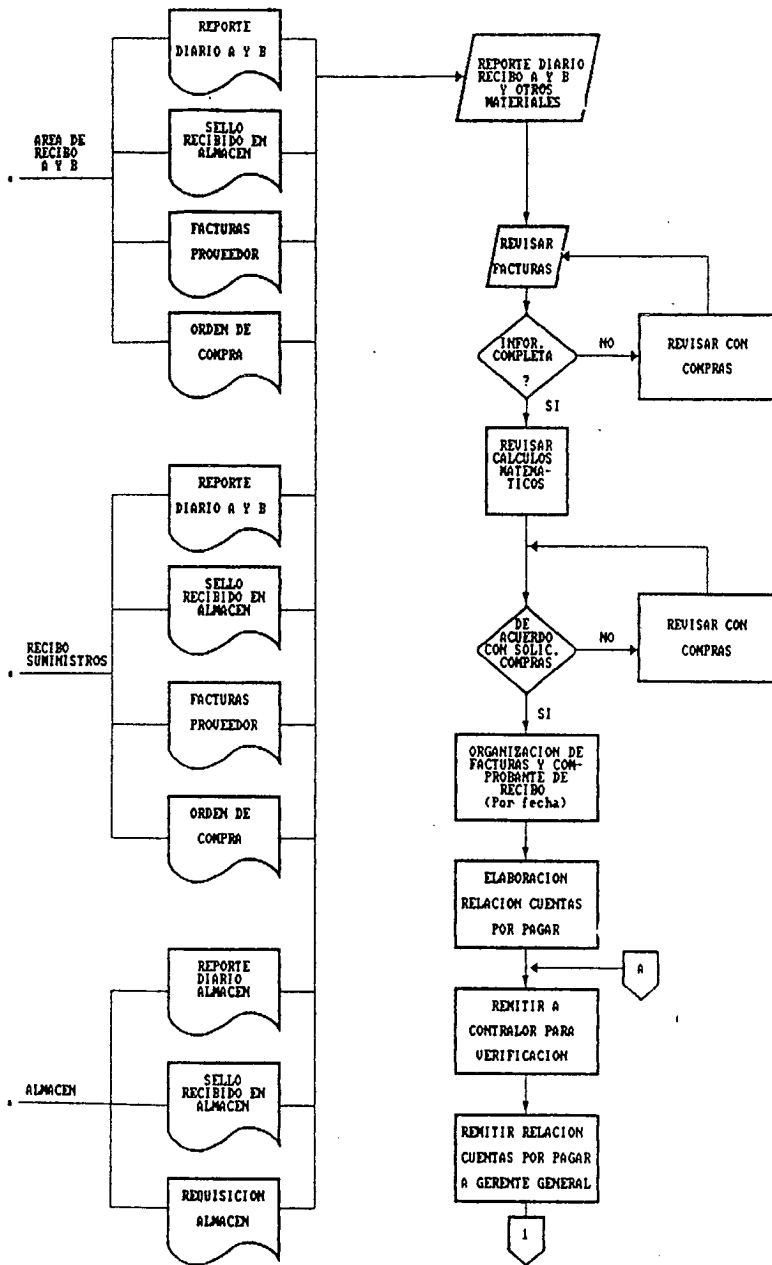 REPORTE
DIARIO A Y B
SELLO
RECIBIDO EN
ALMACEN
AREA DE
RECIBO
A Y B
FACTURAS
PROVEEDOR
ORDEN DE
COMPRA
REPORTE
DIARIO A Y B
SELLO
RECIBIDO EN
ALMACEN
RECIBO
SUMINISTROS
FACTURAS
PROVEEDOR
ORDEN DE
COMPRA
REPORTE
DIARIO
ALMACEN
ALMACEN
SELLO
RECIBIDO EN
ALMACEN
REQUISICION
ALMACEN
REPORTE DIARIO
RECIBO A Y B
Y OTROS
MATERIALES
REVISAR
FACTURAS
INFOR.
COMPLETA
?
NO
REVISAR CON
COMPRAS
SI
REVISAR
CALCULOS
MATEMA-
TICOS
DE
ACUERDO
CON SOLIC.
COMPRAS
NO
REVISAR CON
COMPRAS
SI
ORGANIZACION DE
FACTURAS Y COM-
PROBANTE DE
RECIBO
(Por fecha)
ELABORACION
RELACION CUENTAS
POR PAGAR
A
REMITIR A
CONTRALOR PARA
VERIFICACION
REMITIR RELACION
CUENTAS POR PAGAR
A GERENTE GENERAL
1